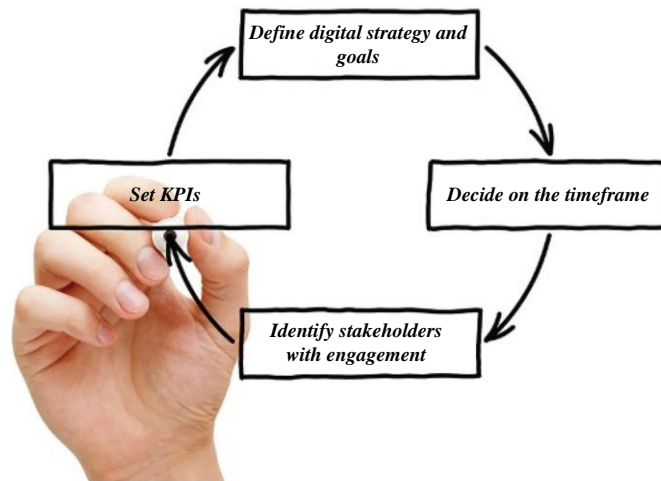 Define digital strategy and
goals
Set KPIs
Decide on the timeframe
Identify stakeholders
with engagement